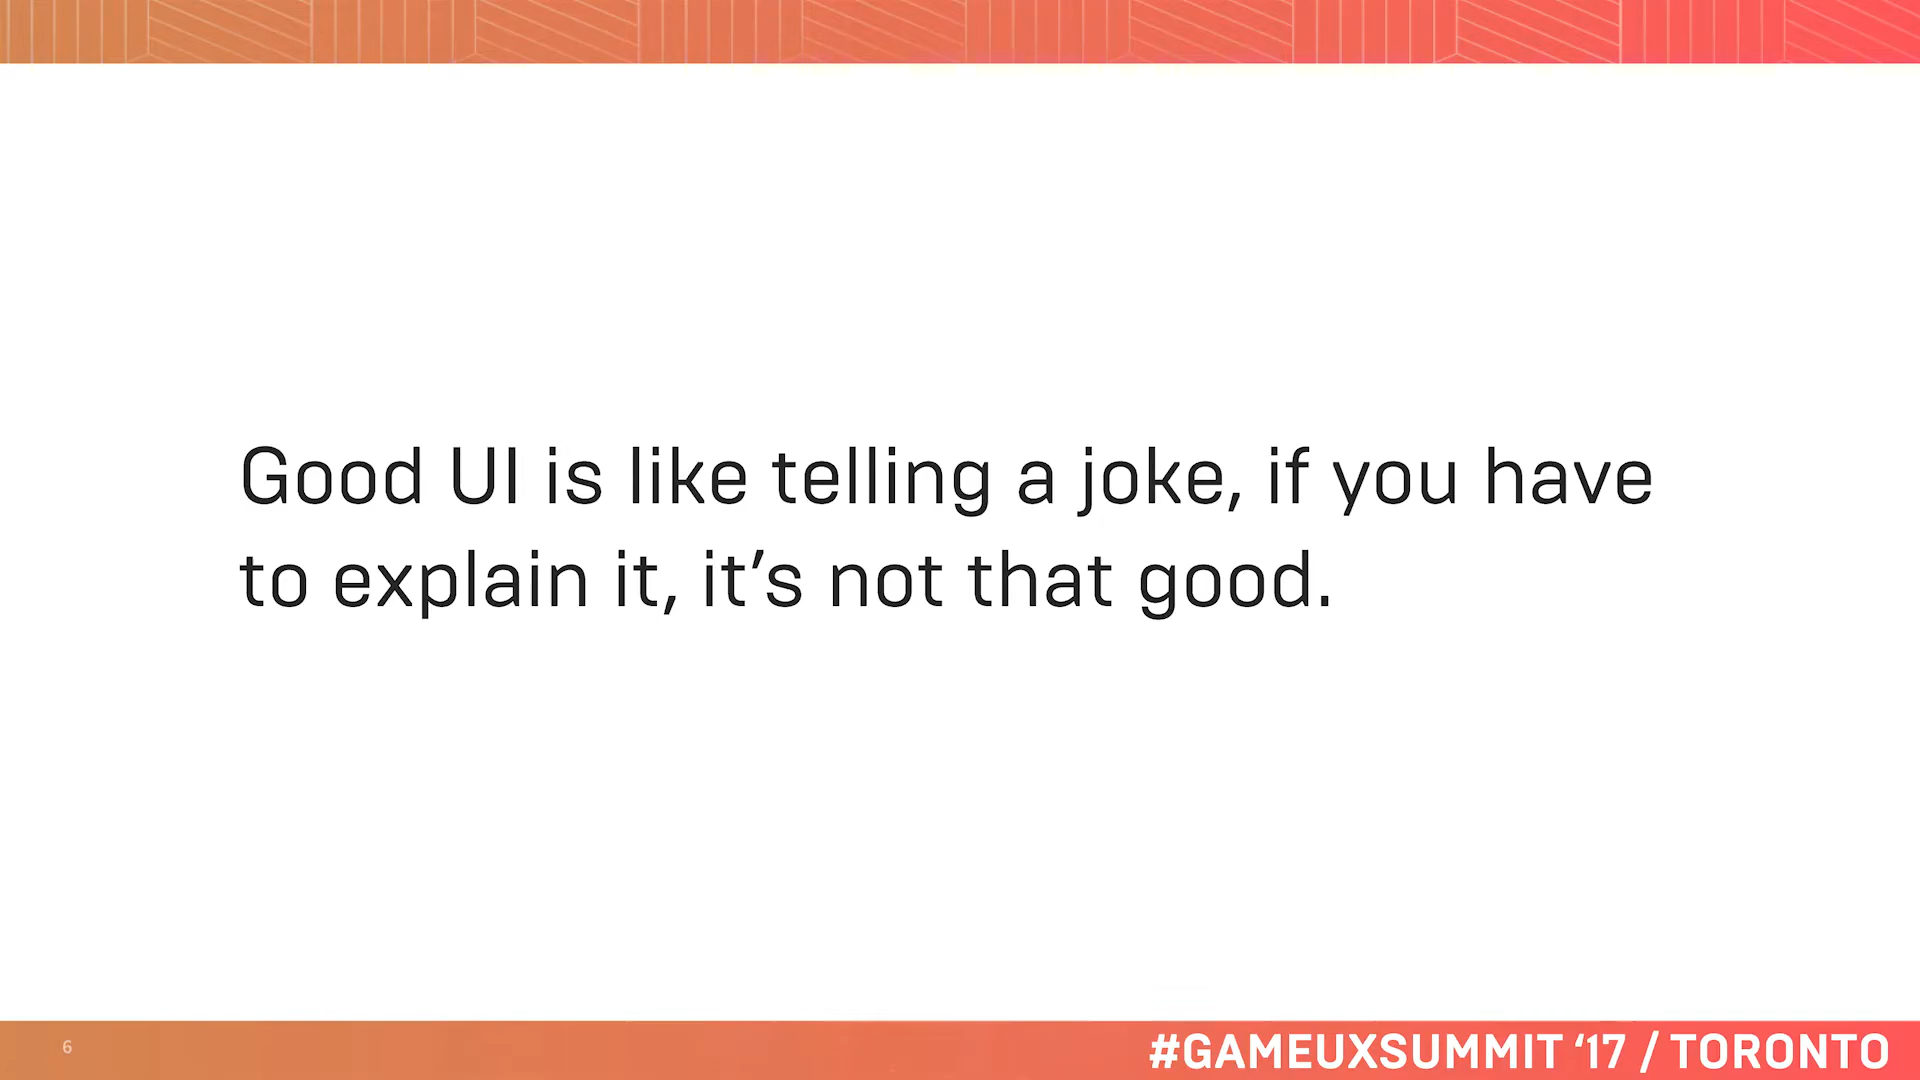 Good UI is like telling a joke, if you have
to explain it, it’s not that good.
6
#GAMEUXSUMMIT ‘17 / TORONTO